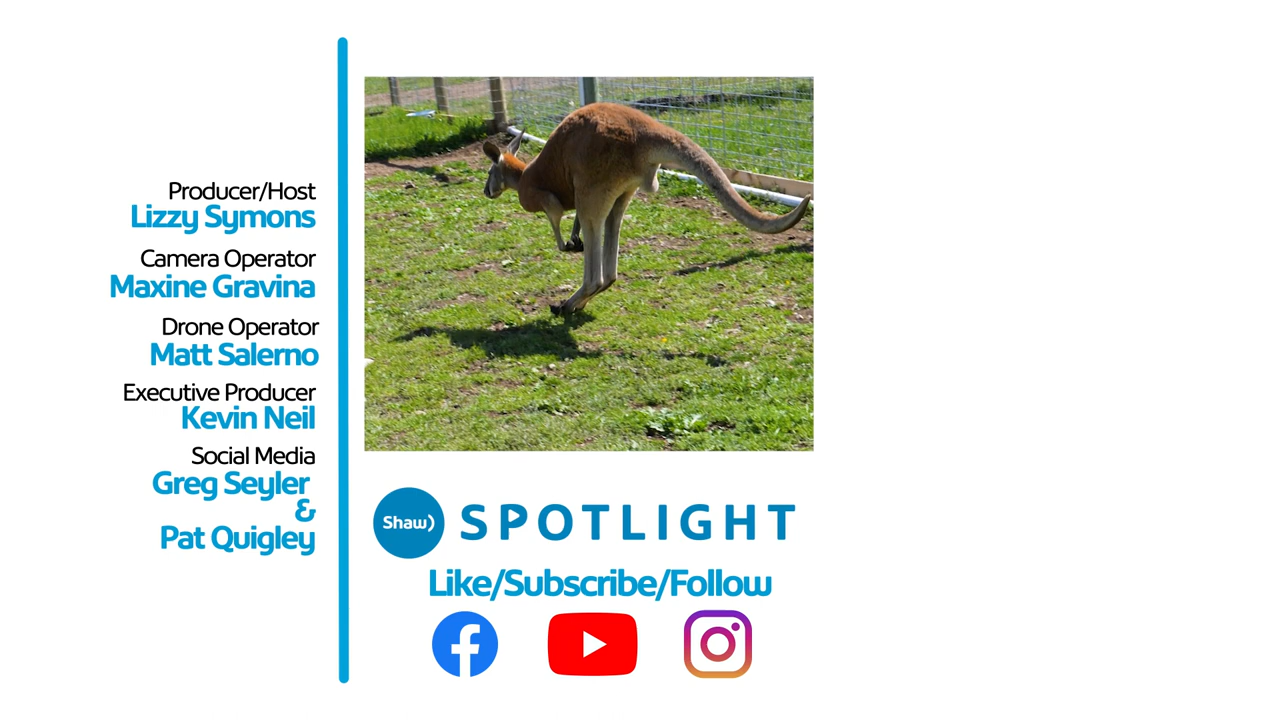 Producer/Host
Lizzy Symons
Camera Operator
Maxine Gravina
Drone Operator
Matt Salerno
Executive Producer
Kevin Neil
Social Media
Greg Seyler
&
Pat Quigley
Shaw) SPOTLIGHT
Like/Subscribe/Follow